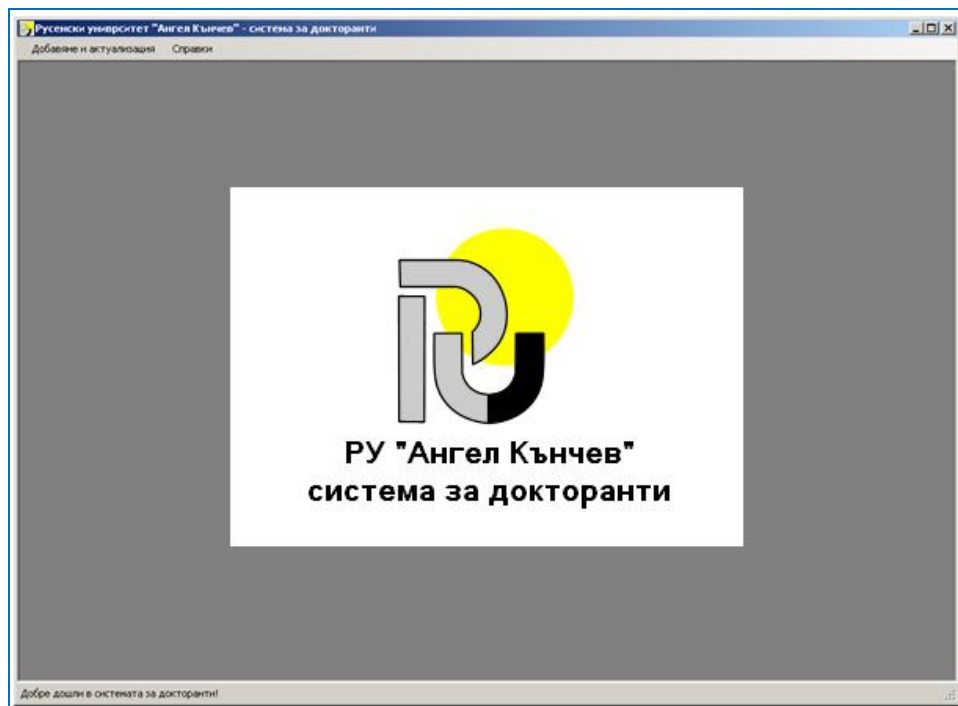 Русенски униврситет "Ангел Кънчев" - система за докторанти
Добавяне и актуализация Справки
РУ "Ангел Кънчев"
система за докторанти
Добре дошли в системата за докторанти!